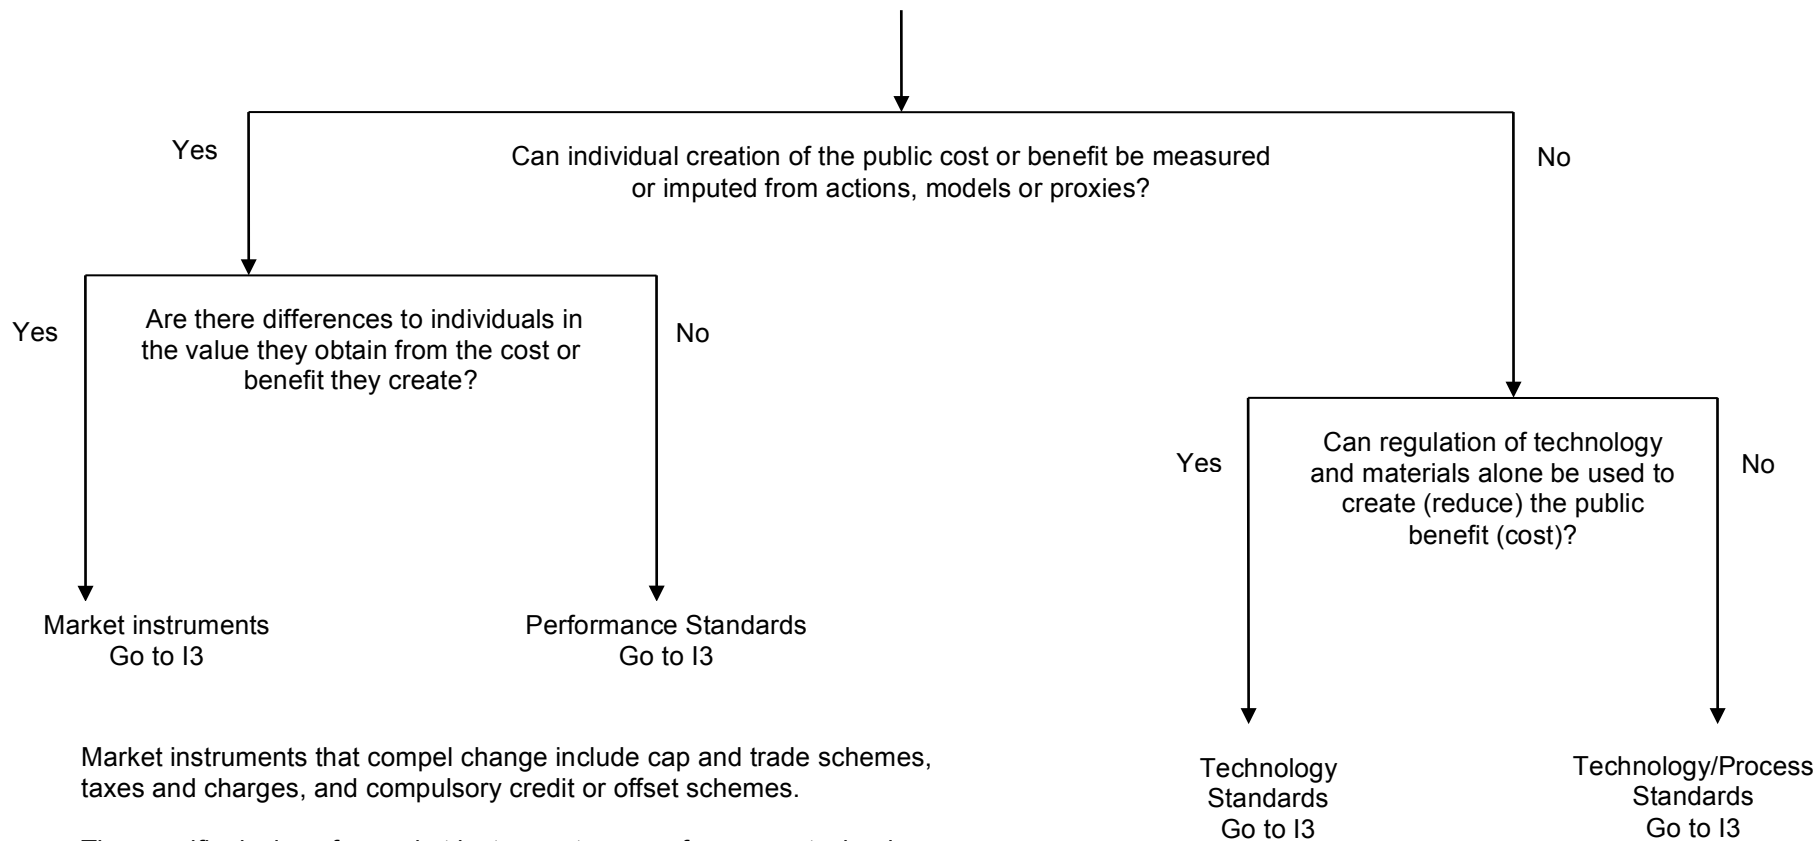 Yes
Can individual creation of the public cost or benefit be measured
or imputed from actions, models or proxies?
No
Yes
Are there differences to individuals in
the value they obtain from the cost or
benefit they create?
No
Yes
Can regulation of technology
and materials alone be used to
create (reduce) the public
benefit (cost)?
No
Market instruments
Go to I3
Performance Standards
Go to I3
Technology
Standards
Go to I3
Technology/Process
Standards
Go to I3
Market instruments that compel change include cap and trade schemes,
taxes and charges, and compulsory credit or offset schemes.